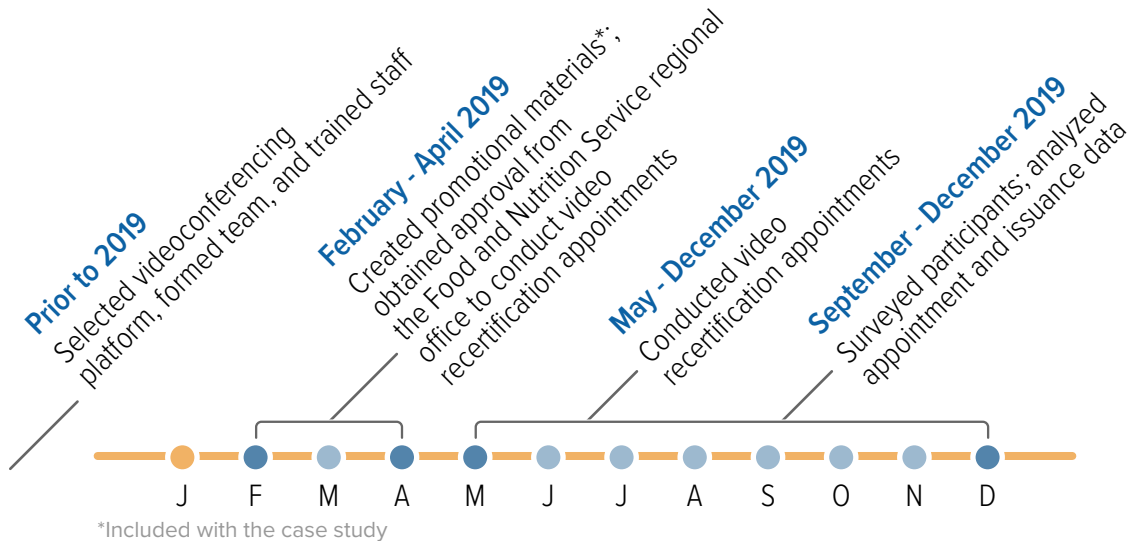 Prior to 2019
Selected videoconferencing
platform, formed team, and trained staff
February - April 2019
Created promotional materials*;
obtained approval from
the Food and Nutrition Service regional
office to conduct video
recertification appointments
May - December 2019
Conducted video
recertification appointments
September - December 2019
Surveyed participants; analyzed
appointment and issuance data
J F M A M J J A S O N D
*Included with the case study